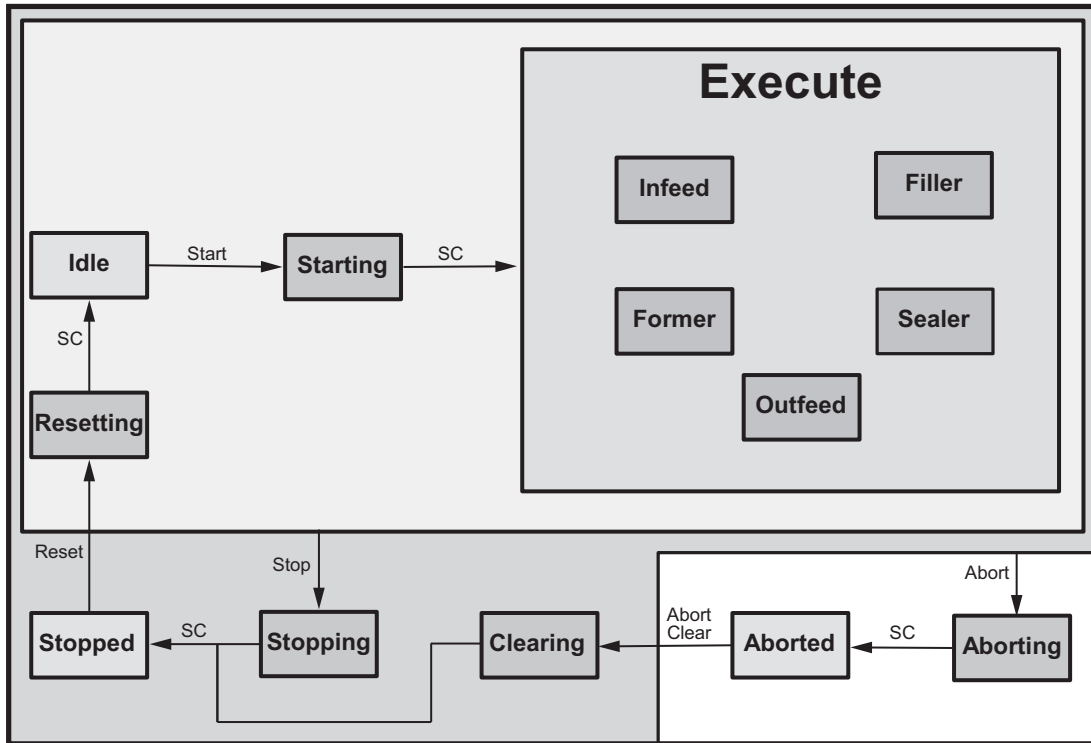 Execute
Infeed
Filler
Idle
Start
Starting
SC
Former
Sealer
SC
Outfeed
Resetting
Reset
Stop
Abort
Stopped
SC
Stopping
Clearing
Abort
Clear
Aborted
SC
Aborting